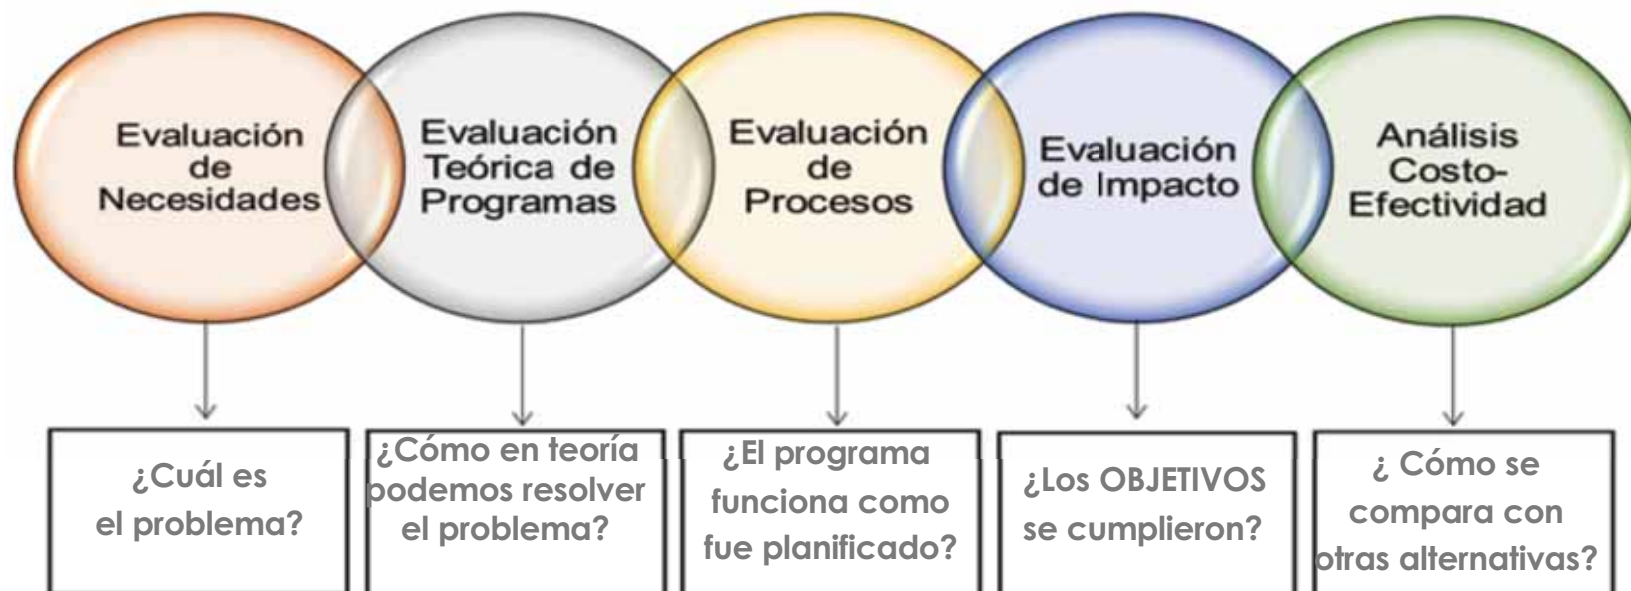 Evaluación
de
Necesidades
Evaluación
Teórica de
Programas
Evaluación
de
Procesos
Evaluación
de Impacto
Análisis
Costo-
Efectividad
¿Cuál es
el problema?
¿Cómo en teoría
podemos resolver
el problema?
¿El programa
funciona como
fue planificado?
¿Los OBJETIVOS
se cumplieron?
¿ Cómo se
compara con
otras alternativas?